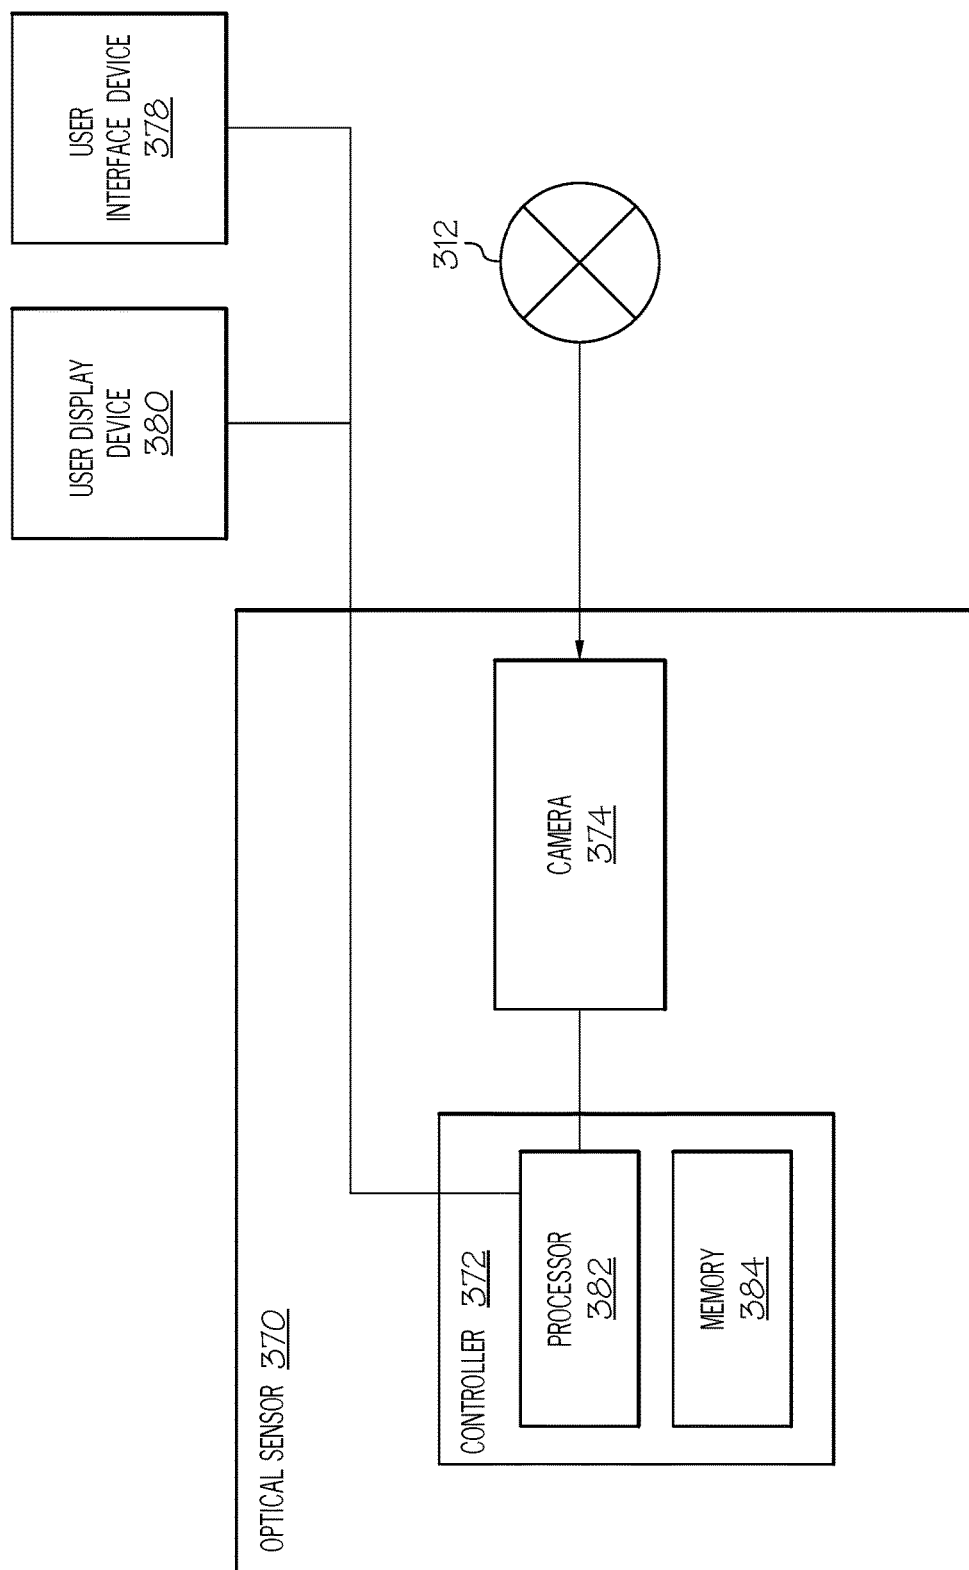 OPTICAL SENSOR 370
CONTROLLER 372
PROCESSOR
382
MEMORY
384
CAMERA
374
USER DISPLAY
DEVICE
380
USER
INTERFACE DEVICE
378
312